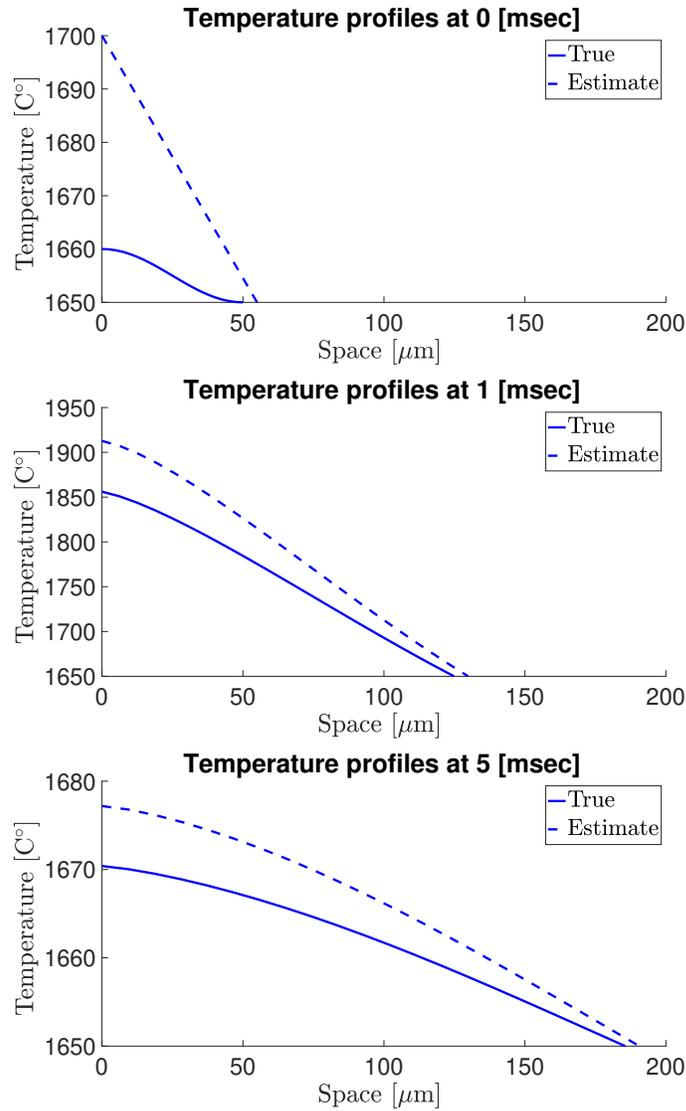 Temperature profiles at 0 [msec]
1700
1690
1680
1670
1660
1650
Temperature [C°]
0 50 100 150 200
Space [μm]
True
Estimate
Temperature profiles at 1 [msec]
1950
1900
1850
1800
1750
1700
1650
Temperature [C°]
0 50 100 150 200
Space [μm]
True
Estimate
Temperature profiles at 5 [msec]
1680
1670
1660
1650
Temperature [C°]
0 50 100 150 200
Space [μm]
True
Estimate